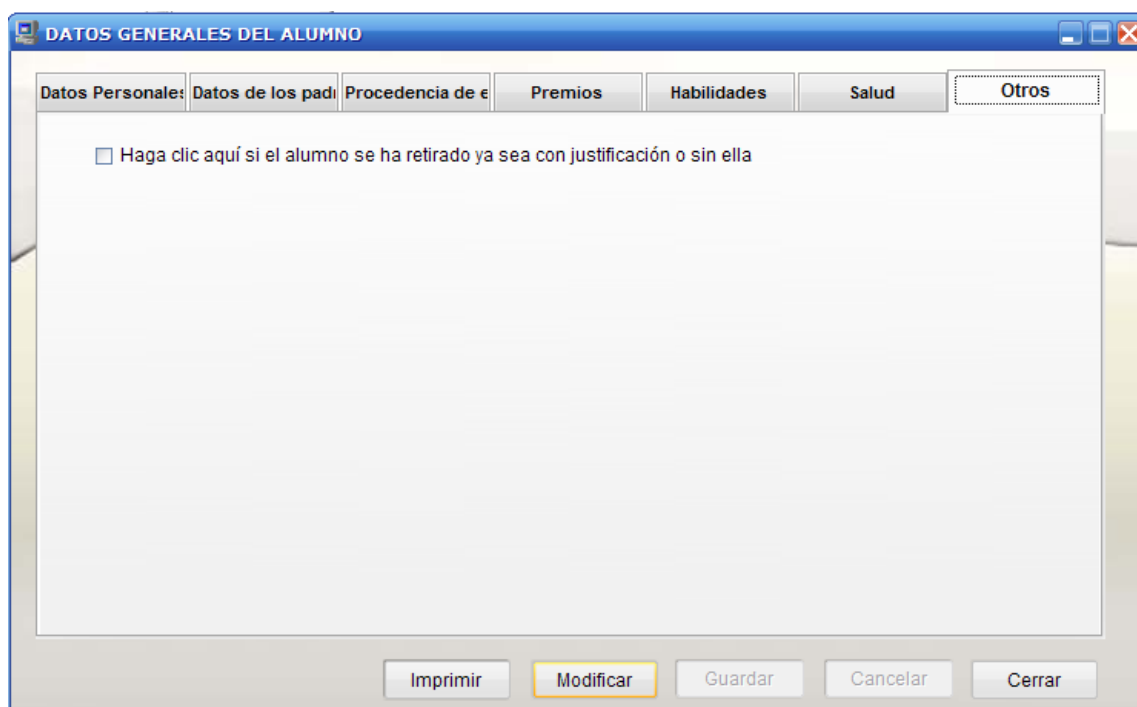 DATOS GENERALES DEL ALUMNO
Datos Personales Datos de los padr Procedencia de e Premios Habilidades Salud Otros
Haga clic aquí si el alumno se ha retirado ya sea con justificación o sin ella
Imprimir Modificar Guardar Cancelar Cerrar